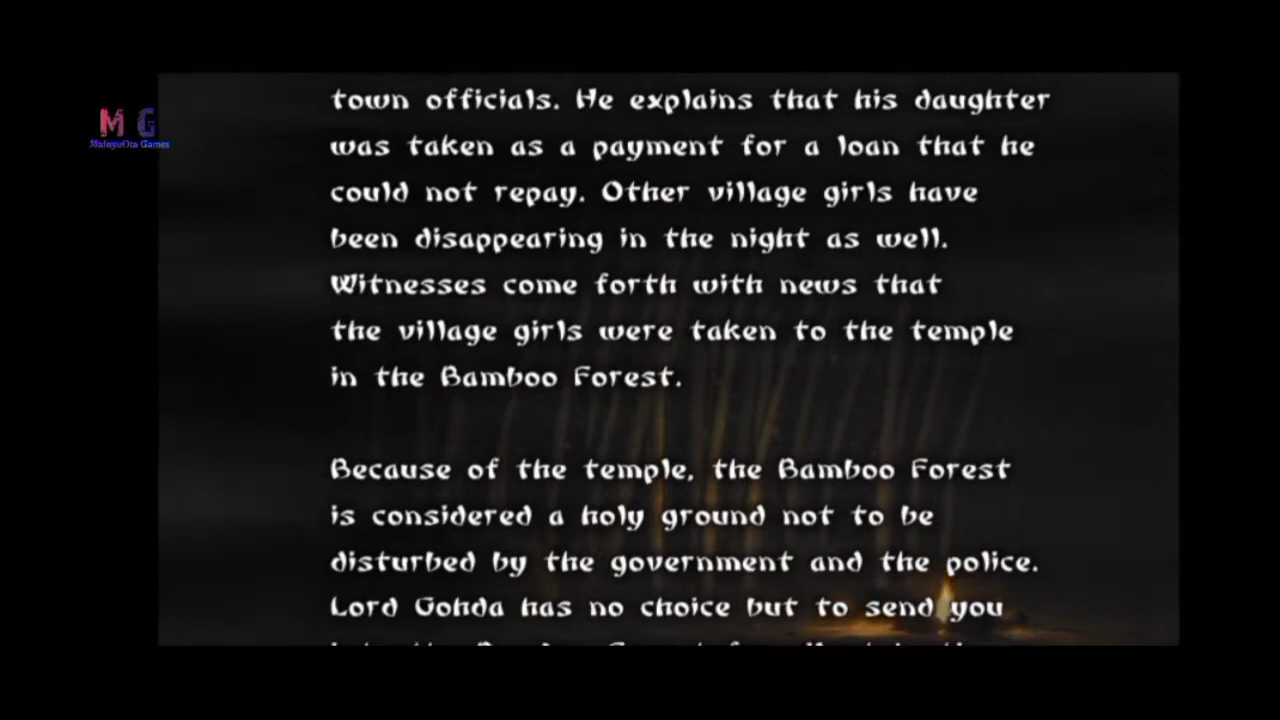 M G
MafuyuOta Games
town officials. He explains that his daughter
was taken as a payment for a loan that he
could not repay. Other village girls have
been disappearing in the night as well.
Witnesses come forth with news that
the village girls were taken to the temple
in the Bamboo Forest.
Because of the temple, the Bamboo Forest
is considered a holy ground not to be
disturbed by the government and the police.
Lord Gohda has no choice but to send you